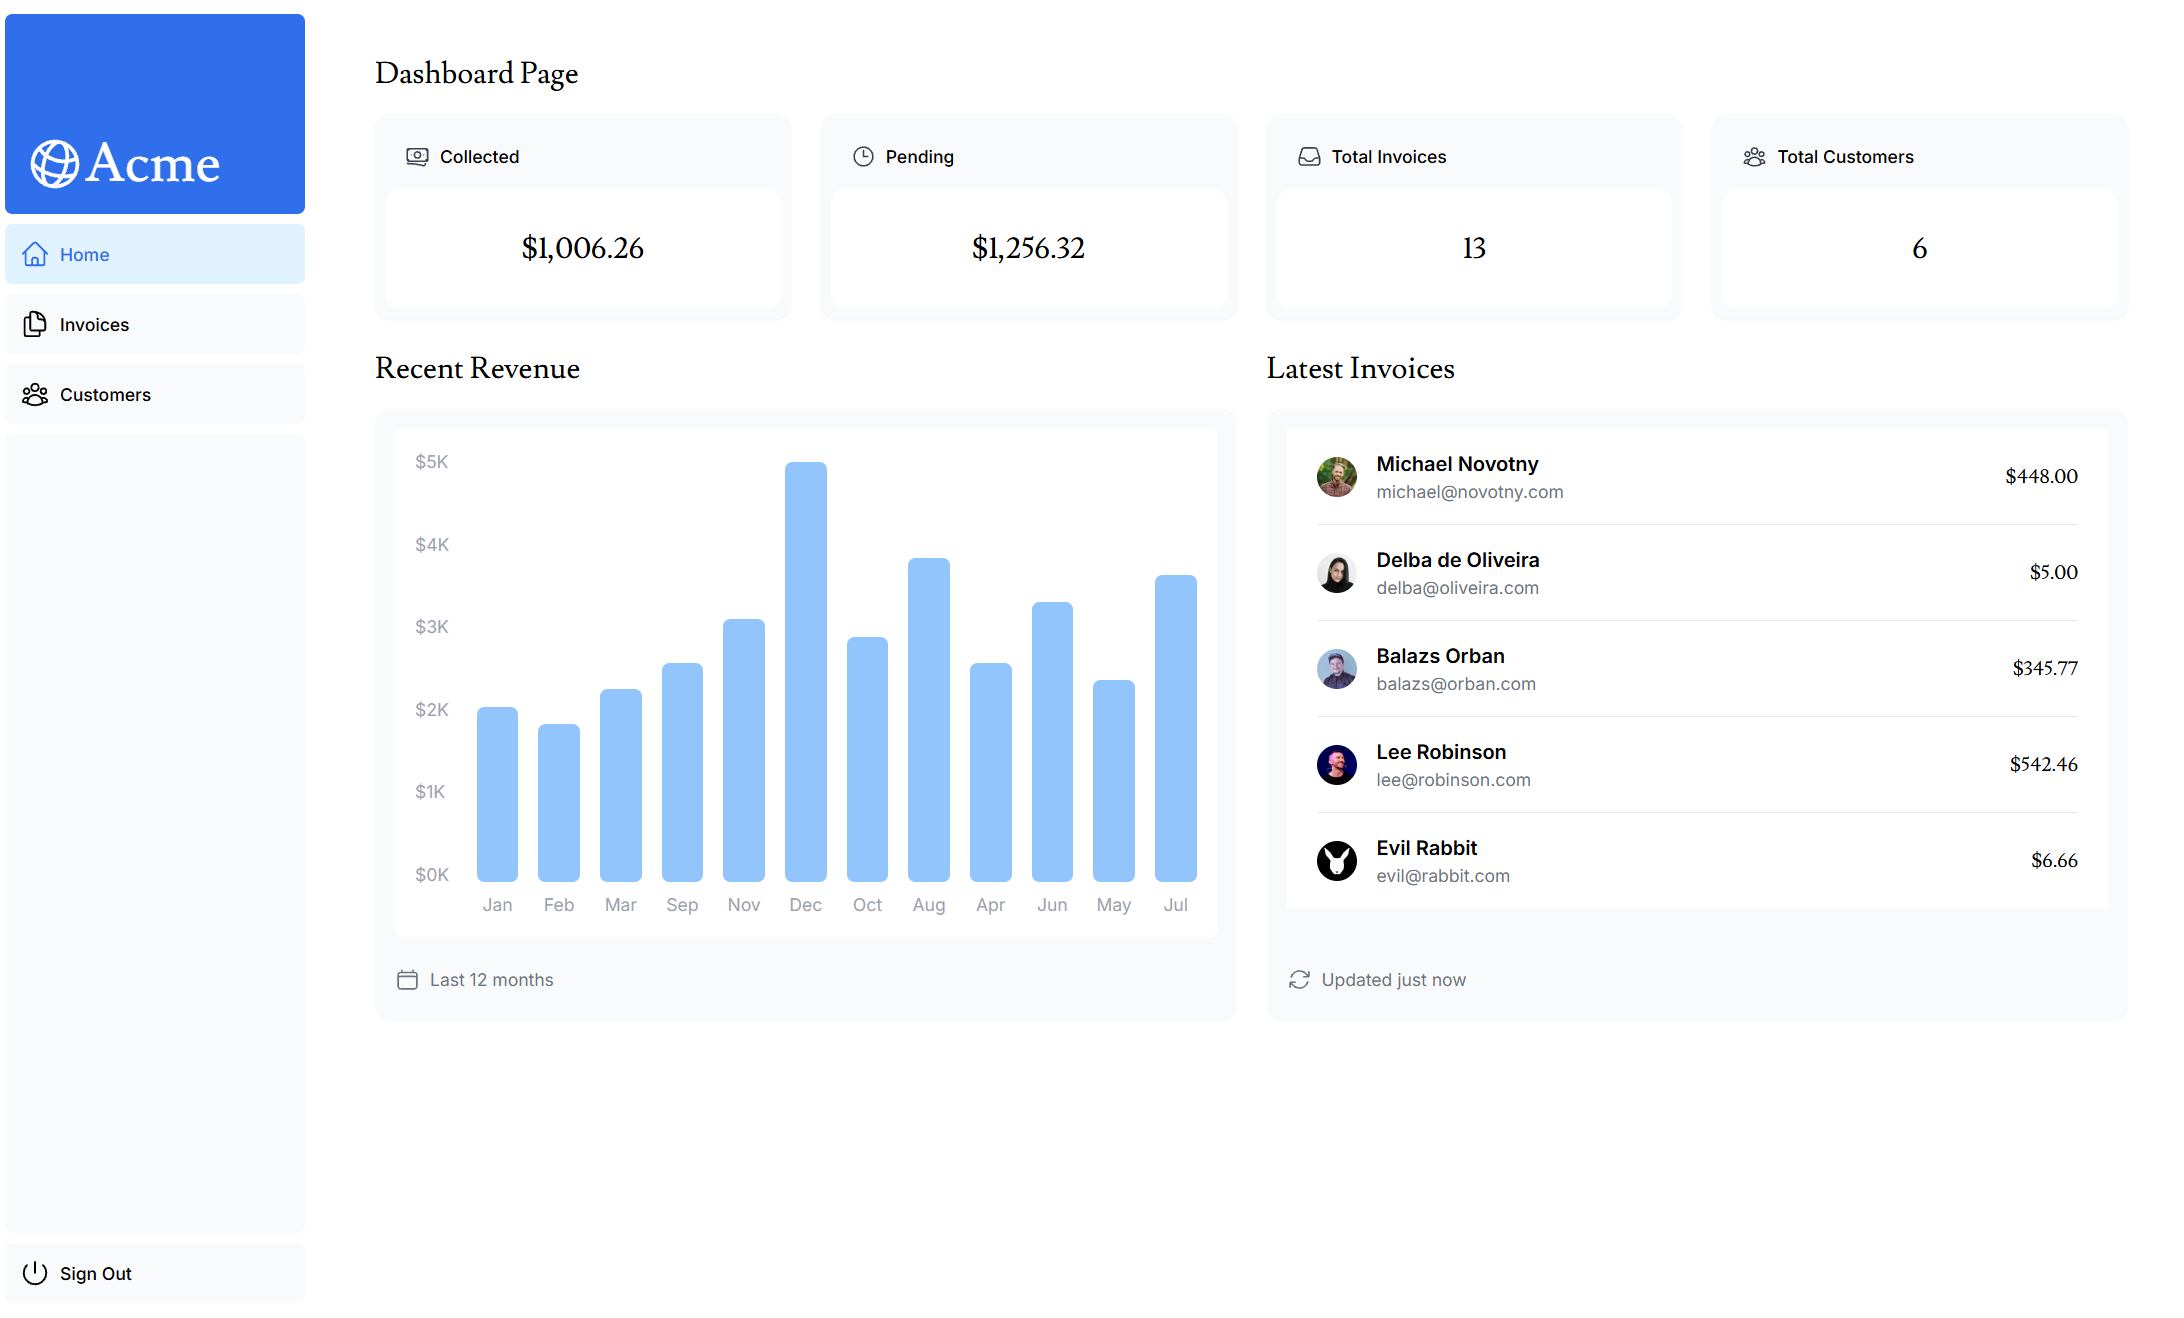 Acme
Home
Invoices
Customers
Sign Out
Dashboard Page
Collected
$1,006.26
Pending
$1,256.32
Total Invoices
13
Total Customers
6
Recent Revenue
$5K
$4K
$3K
$2K
$1K
$0K
Jan Feb Mar Sep Nov Dec Oct Aug Apr Jun May Jul
Last 12 months
Latest Invoices
Michael Novotny
michael@novotny.com
$448.00
Delba de Oliveira
delba@oliveira.com
$5.00
Balazs Orban
balazs@orban.com
$345.77
Lee Robinson
lee@robinson.com
$542.46
Evil Rabbit
evil@rabbit.com
$6.66
Updated just now